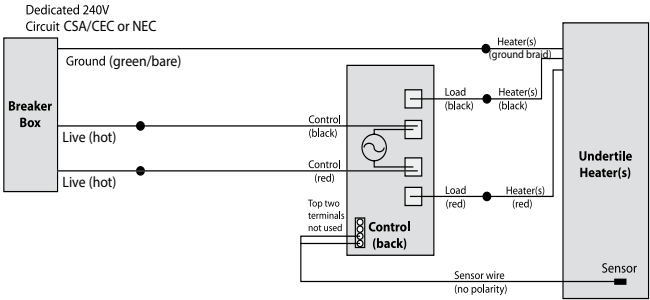 Dedicated 240V
Circuit CSA/CEC or NEC
Ground (green/bare)
Heater(s)
(ground braid)
Breaker
Box
Load
(black)
Heater(s)
(black)
Control
(black)
Live (hot)
Control
(red)
Live (hot)
Undertile
Heater(s)
Load
(red)
Heater(s)
(red)
Top two
terminals
not used
Control
(back)
Sensor
Sensor wire
(no polarity)